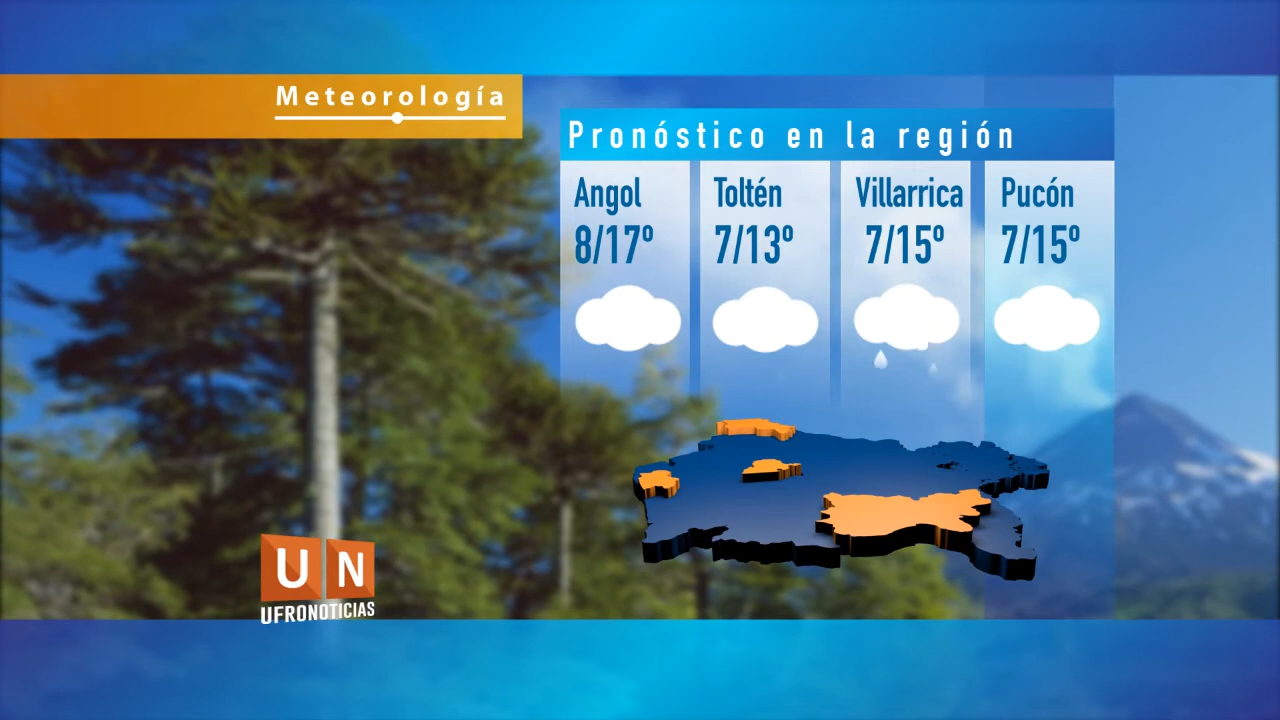 Meteorología
Pronóstico en la región
Angol
8/17º
Toltén
7/13º
Villarrica
7/15º
Pucón
7/15º
UN
UFRONOTICIAS